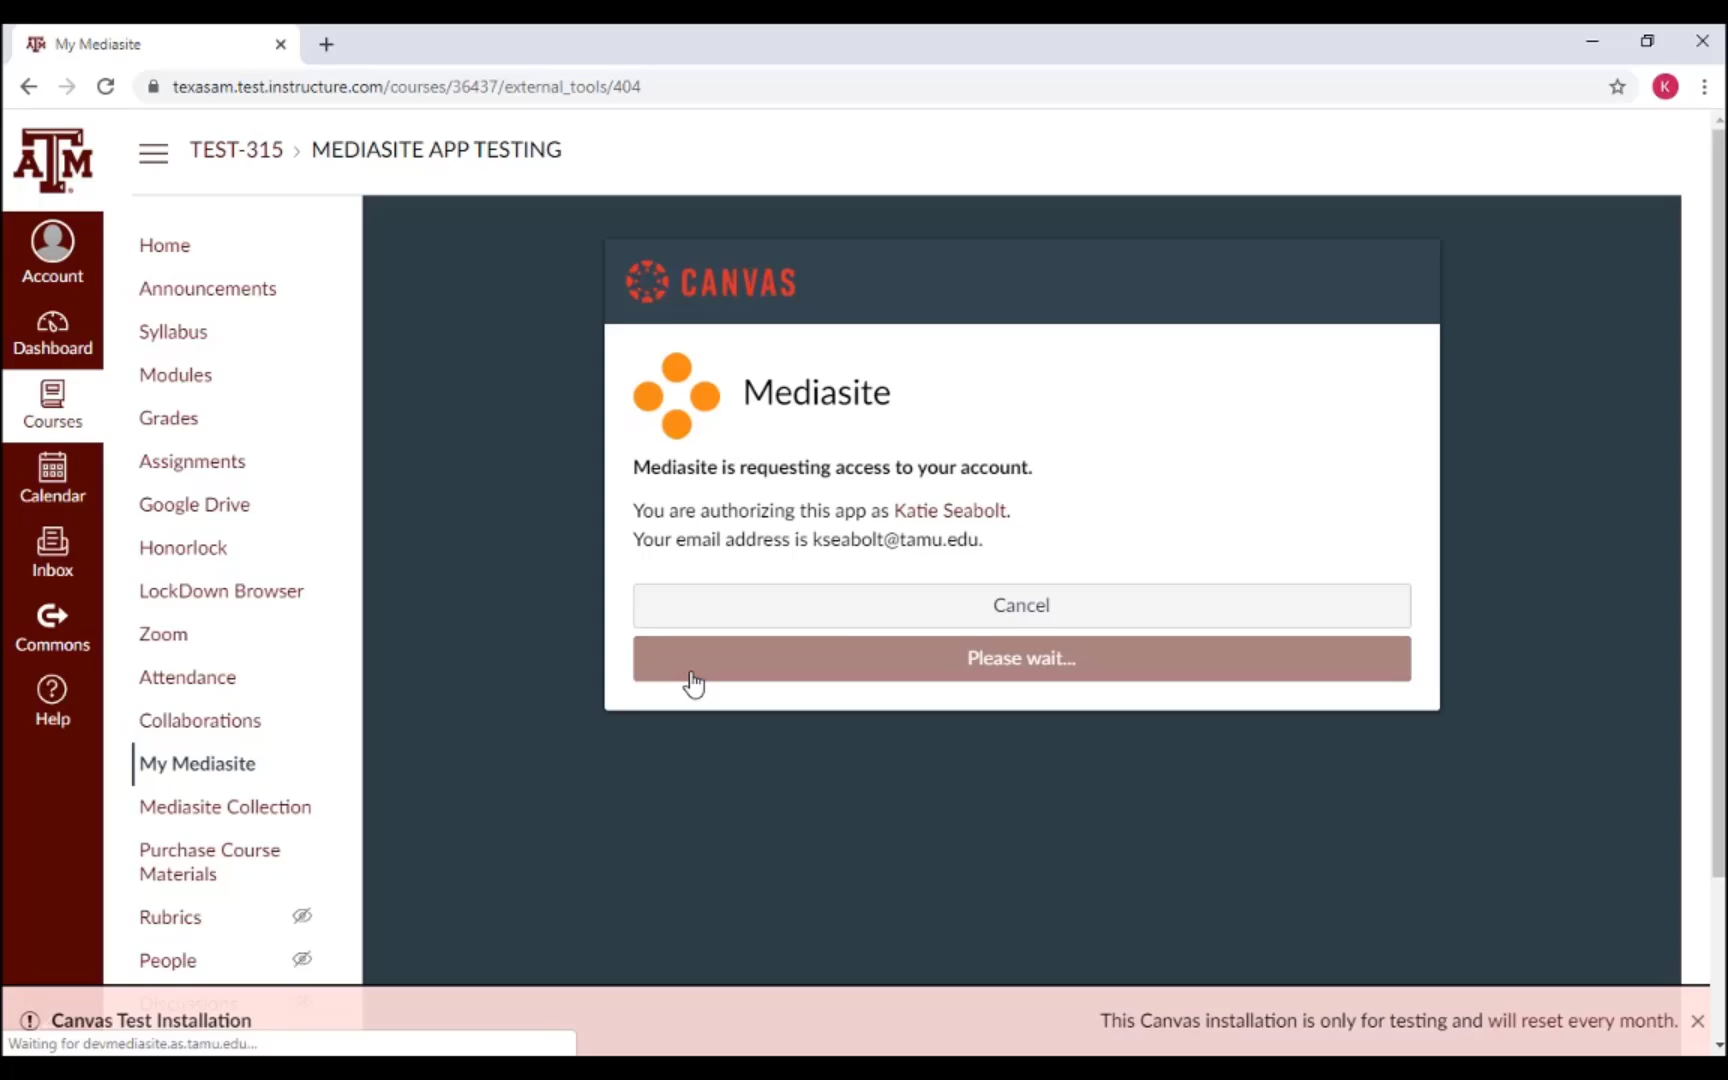 My Mediasite
texasam.test.instructure.com/courses/36437/external_tools/404
K
ATM
TEST-315 › MEDIASITE APP TESTING
Account
Dashboard
Courses
Calendar
Inbox
Commons
Help
Home
Announcements
Syllabus
Modules
Grades
Assignments
Google Drive
Honorlock
LockDown Browser
Zoom
Attendance
Collaborations
My Mediasite
Mediasite Collection
Purchase Course
Materials
Rubrics
People
Discussions
CANVAS
Mediasite
Mediasite is requesting access to your account.
You are authorizing this app as Katie Seabolt.
Your email address is kseabolt@tamu.edu.
Cancel
Please wait...
Canvas Test Installation
This Canvas installation is only for testing and will reset every month.
Waiting for devmediasite.as.tamu.edu...